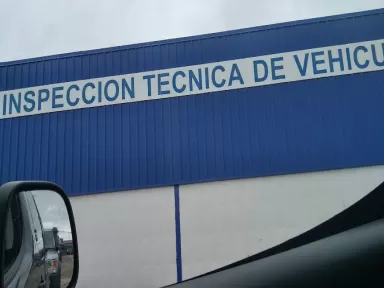 INSPECCION TECNICA DE VEHICU